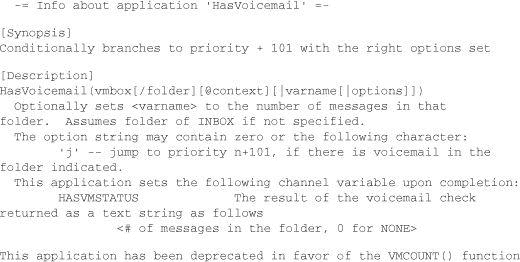 -= Info about application 'HasVoicemail' =-

[Synopsis]
Conditionally branches to priority + 101 with the right options set

[Description]
HasVoicemail(vmbox[/folder][@context][|varname[|options]])
Optionally sets <varname> to the number of messages in that
folder.  Assumes folder of INBOX if not specified.
The option string may contain zero or the following character:
'j' -- jump to priority n+101, if there is voicemail in the
folder indicated.
This application sets the following channel variable upon completion:
HASVMSTATUS          The result of the voicemail check
returned as a text string as follows
<# of messages in the folder, 0 for NONE>

This application has been deprecated in favor of the VMCOUNT() function